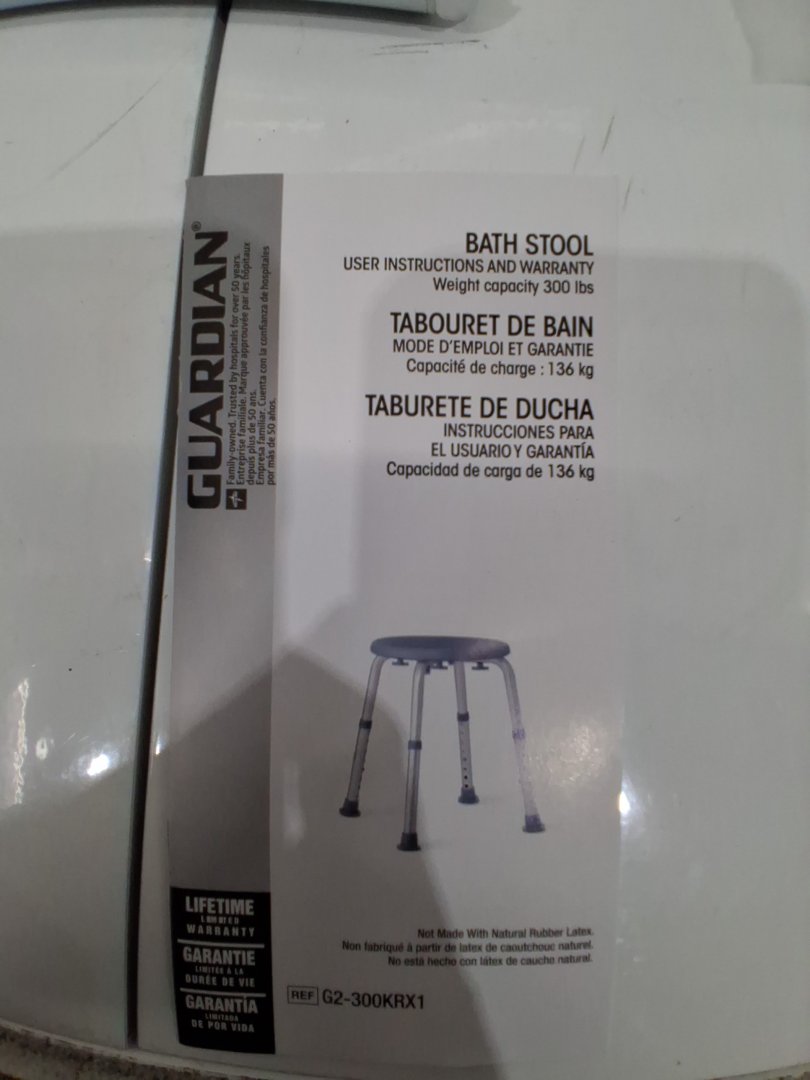 GUARDIAN®
Family-owned. Trusted by hospitals for over 50 years.
Entreprise familiale. Marque approuvée par les hôpitaux
depuis plus de 50 ans.
Empresa familiar. Cuenta con la confianza de hospitales
por más de 50 años.
BATH STOOL
USER INSTRUCTIONS AND WARRANTY
Weight capacity 300 lbs
TABOURET DE BAIN
MODE D'EMPLOI ET GARANTIE
Capacité de charge : 136 kg
TABURETE DE DUCHA
INSTRUCCIONES PARA
EL USUARIO Y GARANTÍA
Capacidad de carga de 136 kg
LIFETIME
LIMITED
WARRANTY
GARANTIE
LIMITÉE À LA
DURÉE DE VIE
GARANTÍA
LIMITADA
DE POR VIDA
Not Made With Natural Rubber Latex.
Non fabriqué à partir de latex de caoutchouc naturel.
No está hecho con látex de caucho natural.
REF G2-300KRX1